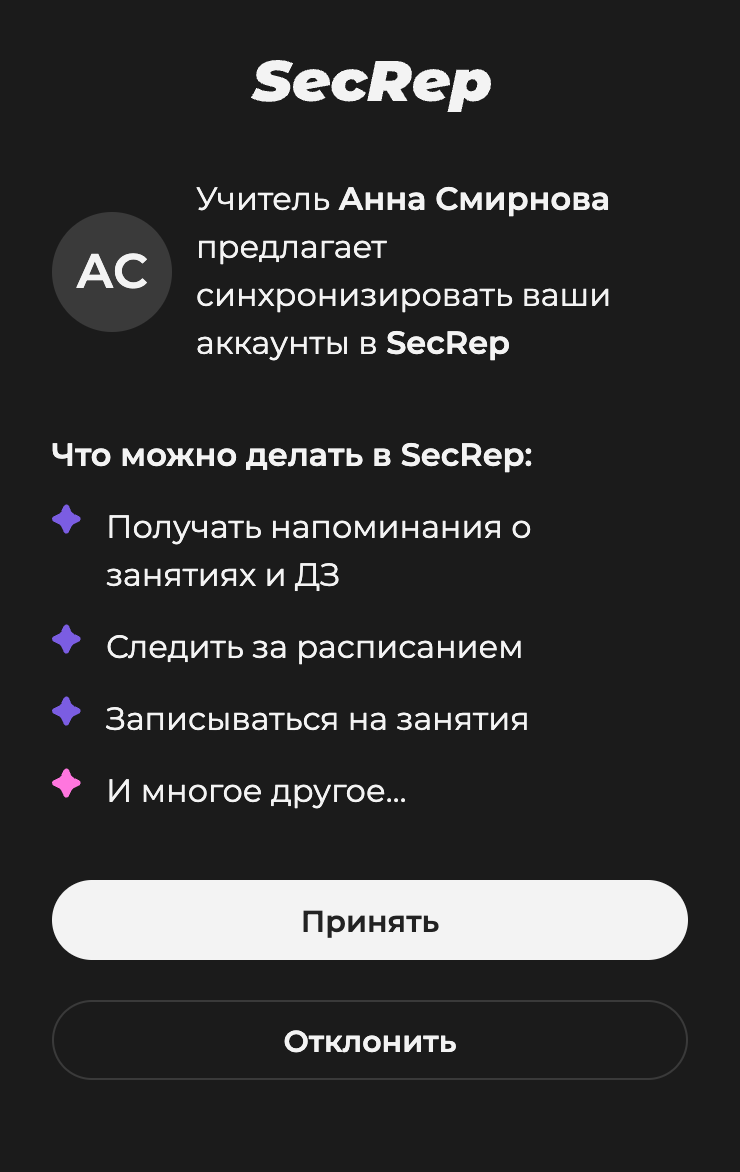 SecRep
Учитель Анна Смирнова
предлагает
синхронизировать ваши
аккаунты в SecRep
АС
Что можно делать в SecRep:
Получать напоминания о
занятиях и ДЗ
Следить за расписанием
Записываться на занятия
И многое другое...
Принять
Отклонить